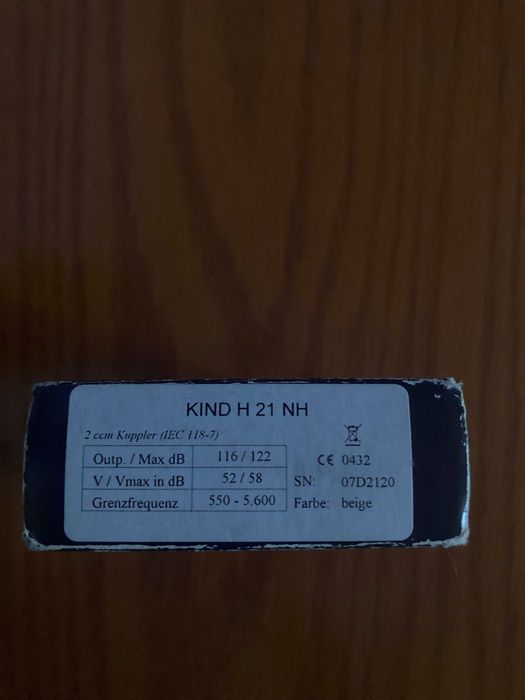 KIND H 21 NH
2 ccm Kuppler (IEC 118-7)
Outp. / Max dB 116 / 122 CE 0432
V / Vmax in dB 52 / 58 SN: 07D2120
Grenzfrequenz 550 - 5.600 Farbe: beige